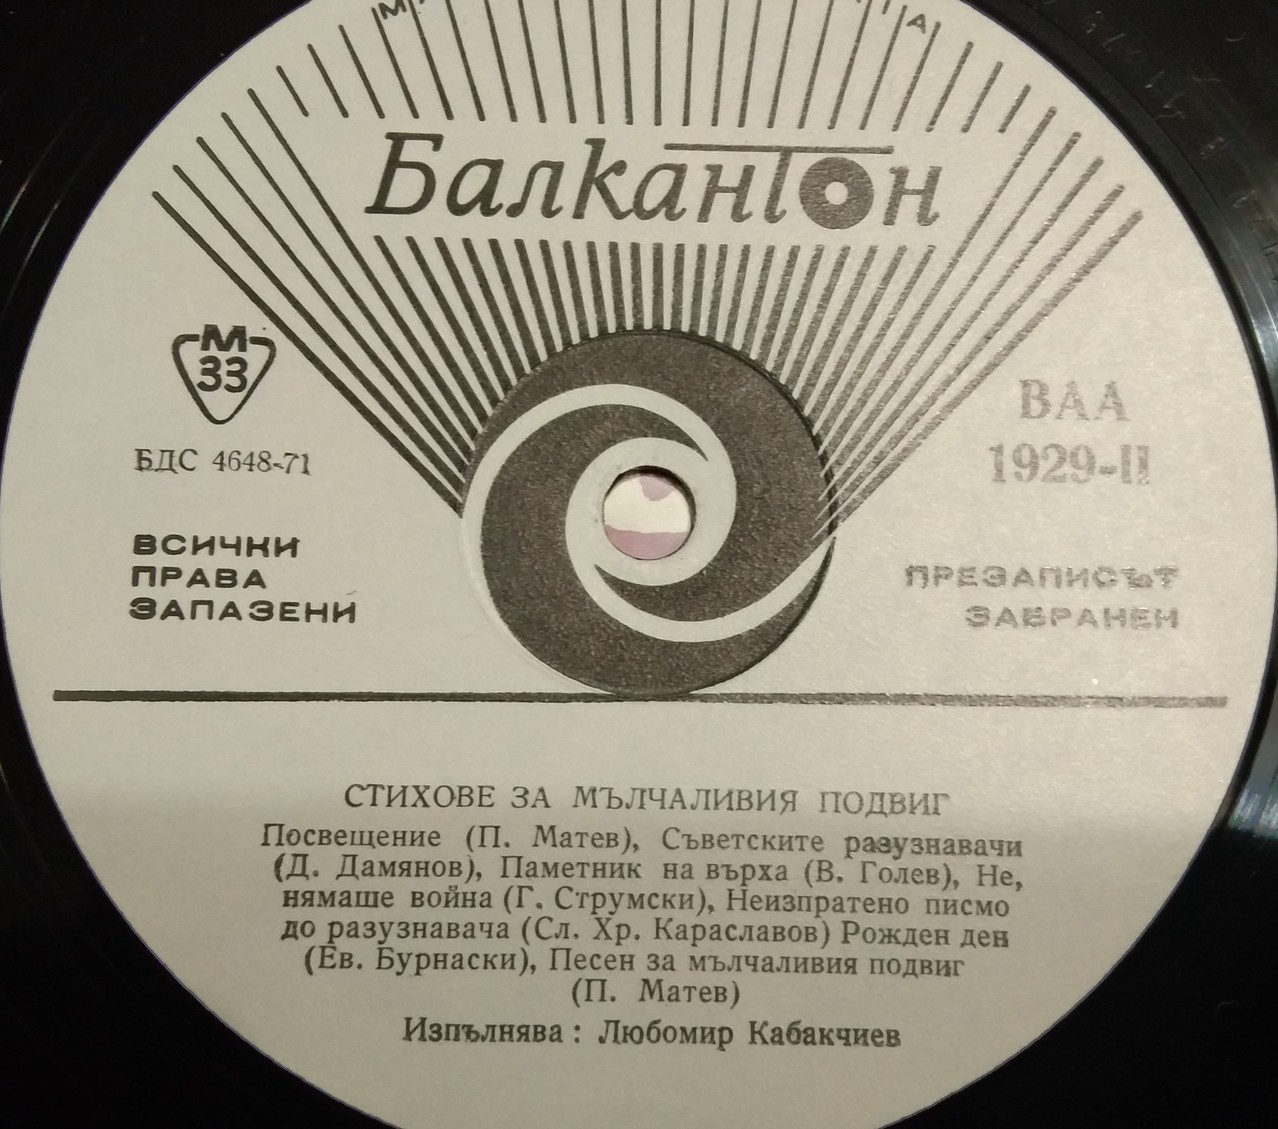 Балкантон
М
33
БДС 4648-71
ВАА
1929-II
ВСИЧКИ
ПРАВА
ЗАПАЗЕНИ
ПРЕЗАПИСЪТ
ЗАБРАНЕН
СТИХОВЕ ЗА МЪЛЧАЛИВИЯ ПОДВИГ
Посвещение (П. Матев), Съветските разузнавачи
(Д. Дамянов), Паметник на върха (В. Голев), Не,
нямаше война (Г. Струмски), Неизпратено писмо
до разузнавача (Сл. Хр. Караславов) Рожден ден
(Ев. Бурнаски), Песен за мълчаливия подвиг
(П. Матев)
Изпълнява : Любомир Кабакчиев